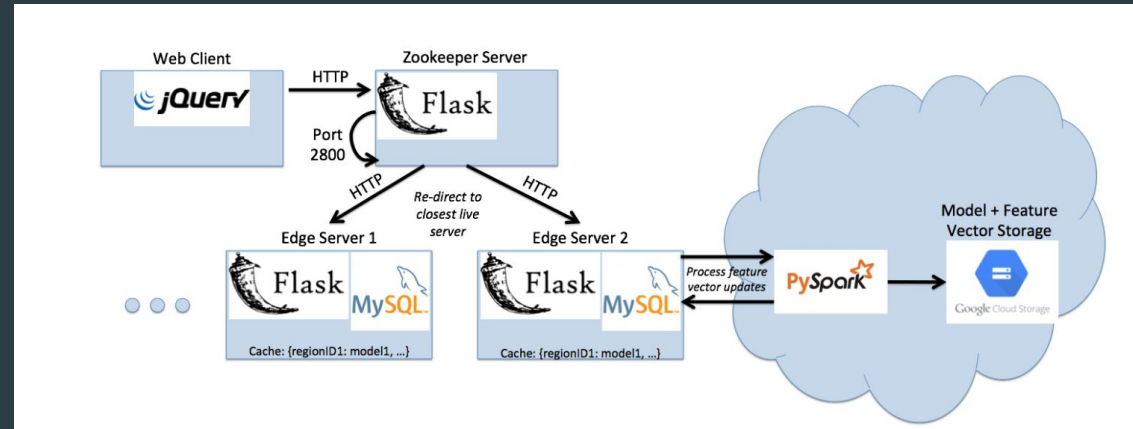 Web Client
jQuery
HTTP
Zookeeper Server
Flask
Port
2800
HTTP
Re-direct to
closest live
server
HTTP
Edge Server 1
Flask
MySQL
Cache: {regionID1: model1, ...}
Edge Server 2
Flask
MySQL
Cache: {regionID1: model1, ...}
Process feature
vector updates
PySpark
Model + Feature
Vector Storage
Google Cloud Storage